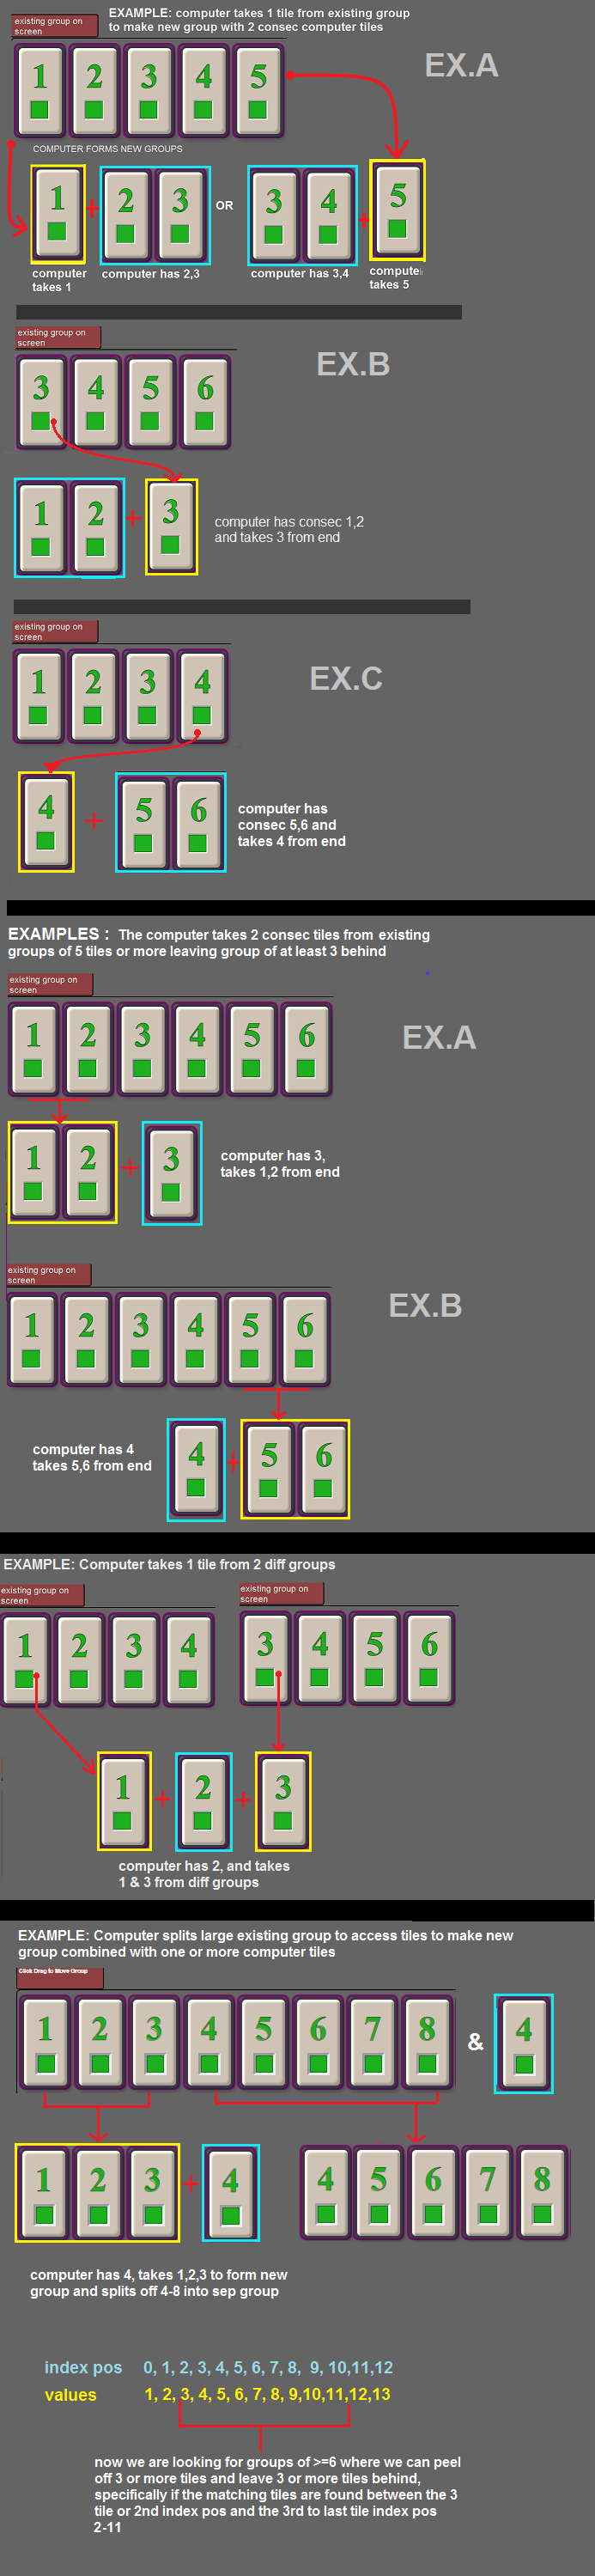 existing group on
screen
EXAMPLE: computer takes 1 tile from existing group
to make new group with 2 consec computer tiles
EX.A
1 2 3 4 5
COMPUTER FORMS NEW GROUPS
1 + 2 3 OR 3 4 + 5
computer
takes 1
computer has 2,3
computer has 3,4
compute
takes 5
existing group on
screen
EX.B
3 4 5 6
1 2 + 3
computer has consec 1,2
and takes 3 from end
existing group on
screen
EX.C
1 2 3 4
4 + 5 6
computer has
consec 5,6 and
takes 4 from end
EXAMPLES : The computer takes 2 consec tiles from existing
groups of 5 tiles or more leaving group of at least 3 behind
existing group on
screen
EX.A
1 2 3 4 5 6
1 2 + 3
computer has 3,
takes 1,2 from end
existing group on
screen
EX.B
1 2 3 4 5 6
computer has 4
takes 5,6 from end
4 + 5 6
EXAMPLE: Computer takes 1 tile from 2 diff groups
existing group on
screen
existing group on
screen
1 2 3 4 3 4 5 6
1 + 2 + 3
computer has 2, and takes
1 & 3 from diff groups
EXAMPLE: Computer splits large existing group to access tiles to make new
group combined with one or more computer tiles
Click Drag to Move Group
1 2 3 4 5 6 7 8 & 4
1 2 3 + 4 4 5 6 7 8
computer has 4, takes 1,2,3 to form new
group and splits off 4-8 into sep group
index pos 0, 1, 2, 3, 4, 5, 6, 7, 8, 9, 10,11,12
values 1, 2, 3, 4, 5, 6, 7, 8, 9,10,11,12,13
now we are looking for groups of >=6 where we can peel
off 3 or more tiles and leave 3 or more tiles behind,
specifically if the matching tiles are found between the 3
tile or 2nd index pos and the 3rd to last tile index pos
2-11